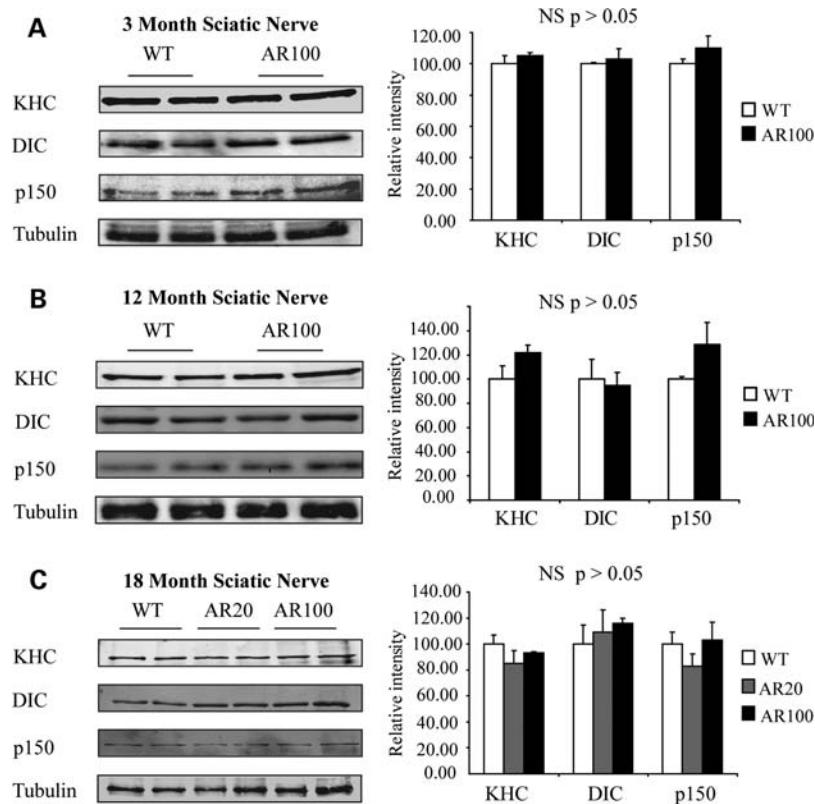 A
3 Month Sciatic Nerve
WT AR100
KHC
DIC
p150
Tubulin
NS p > 0.05
Relative intensity
120.00
100.00
80.00
60.00
40.00
20.00
0.00
KHC DIC p150
WT
AR100
B
12 Month Sciatic Nerve
WT AR100
KHC
DIC
p150
Tubulin
NS p > 0.05
Relative intensity
140.00
120.00
100.00
80.00
60.00
40.00
20.00
0.00
KHC DIC p150
WT
AR100
C
18 Month Sciatic Nerve
WT AR20 AR100
KHC
DIC
p150
Tubulin
NS p > 0.05
Relative intensity
140.00
120.00
100.00
80.00
60.00
40.00
20.00
0.00
KHC DIC p150
WT
AR20
AR100